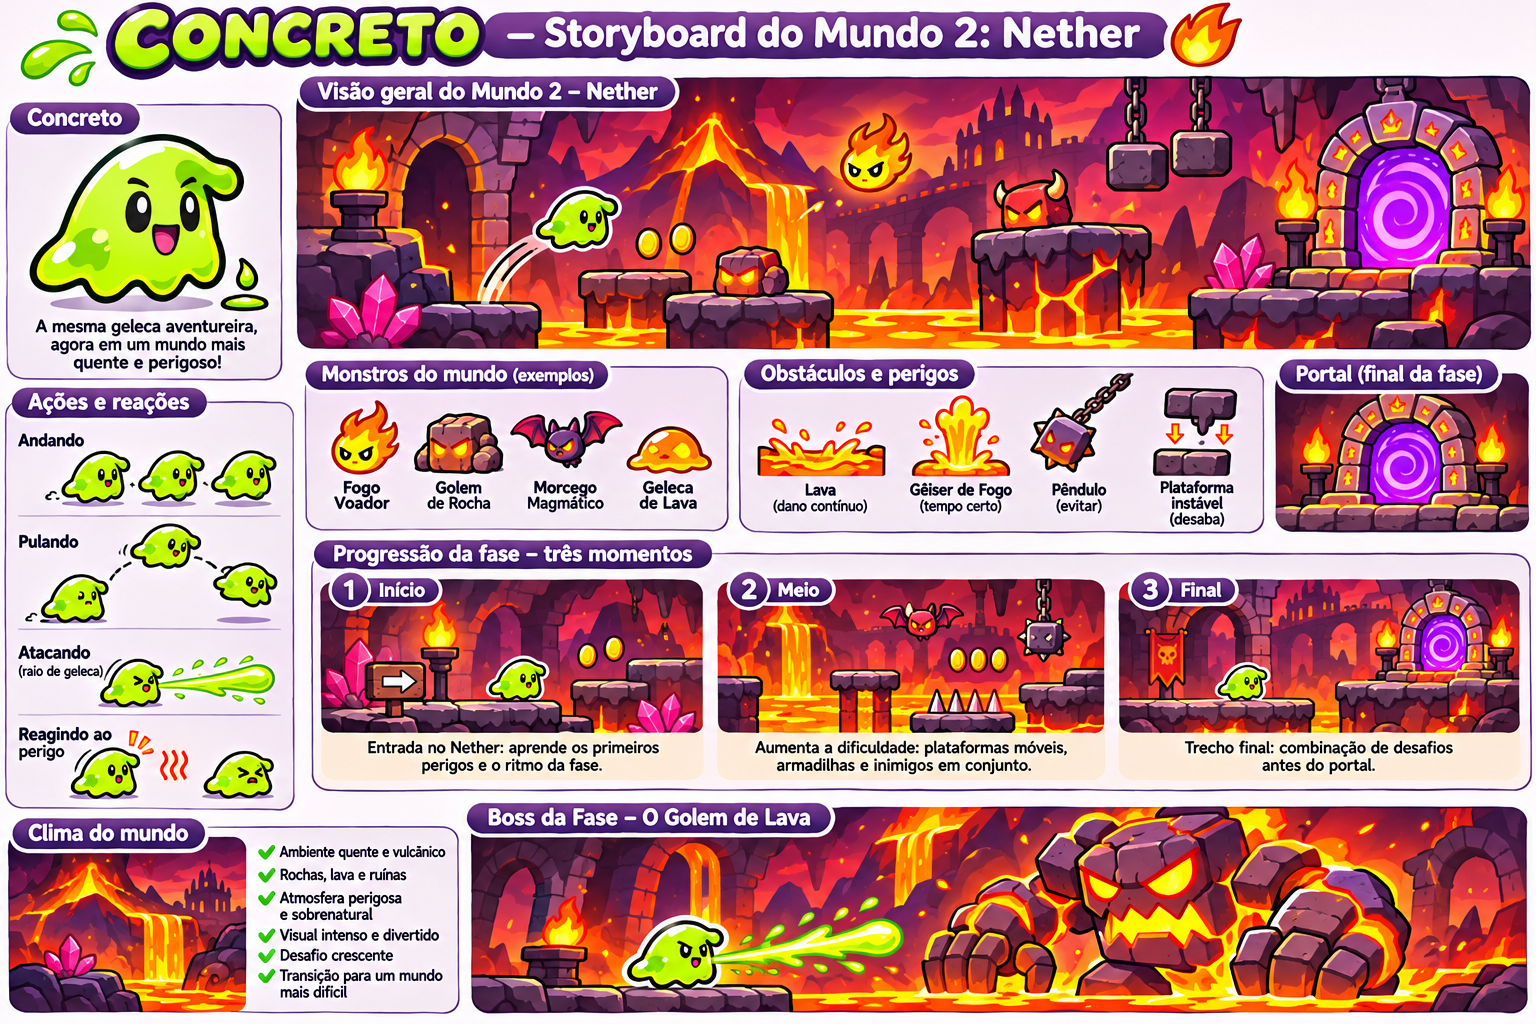 CONCRETO — Storyboard do Mundo 2: Nether
Concreto
A mesma geleca aventureira,
agora em um mundo mais
quente e perigoso!
Visão geral do Mundo 2 – Nether
Ações e reações
Andando
Pulando
Atacando
(raio de geleca)
Reagindo ao
perigo
Monstros do mundo (exemplos)
Fogo
Voador
Golem
de Rocha
Morcego
Magmático
Geleca
de Lava
Obstáculos e perigos
Lava
(dano contínuo)
Gêiser de Fogo
(tempo certo)
Pêndulo
(evitar)
Plataforma
instável
(desaba)
Portal (final da fase)
Progressão da fase – três momentos
1 Início
Entrada no Nether: aprende os primeiros
perigos e o ritmo da fase.
2 Meio
Aumenta a dificuldade: plataformas móveis,
armadilhas e inimigos em conjunto.
3 Final
Trecho final: combinação de desafios
antes do portal.
Clima do mundo
Ambiente quente e vulcânico
Rochas, lava e ruínas
Atmosfera perigosa
e sobrenatural
Visual intenso e divertido
Desafio crescente
Transição para um mundo
mais difícil
Boss da Fase – O Golem de Lava